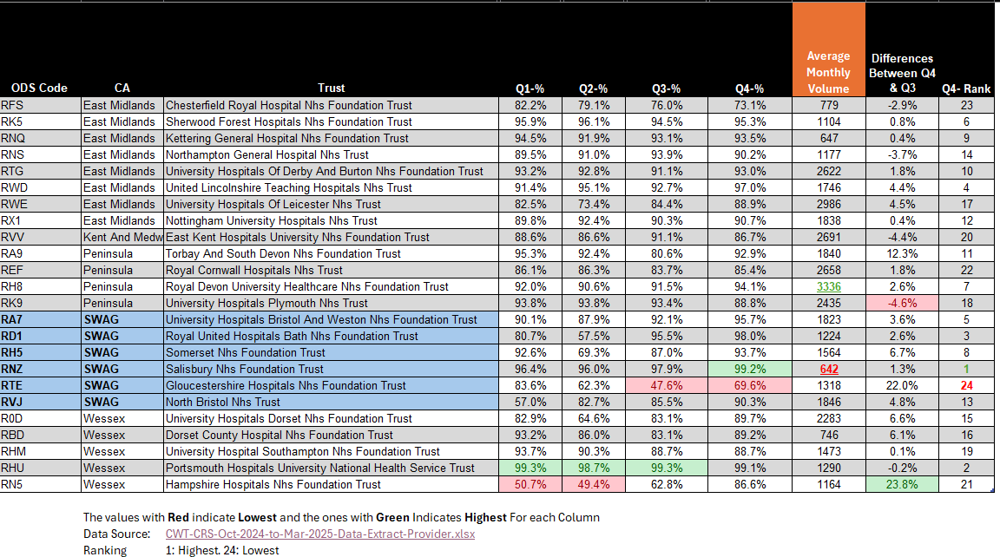 ODS Code CA Trust Q1-% Q2-% Q3-% Q4-% Average Monthly Volume Differences Between Q4 & Q3 Q4- Rank
RFS East Midlands Chesterfield Royal Hospital Nhs Foundation Trust 82.2% 79.1% 76.0% 73.1% 779 -2.9% 23
RK5 East Midlands Sherwood Forest Hospitals Nhs Foundation Trust 95.9% 96.1% 94.5% 95.3% 1104 0.8% 6
RNQ East Midlands Kettering General Hospital Nhs Foundation Trust 94.5% 91.9% 93.1% 93.5% 647 0.4% 9
RNS East Midlands Northampton General Hospital Nhs Trust 89.5% 91.0% 93.9% 90.2% 1177 -3.7% 14
RTG East Midlands University Hospitals Of Derby And Burton Nhs Foundation Trust 93.2% 92.8% 91.1% 93.0% 2622 1.8% 10
RWD East Midlands United Lincolnshire Teaching Hospitals Nhs Trust 91.4% 95.1% 92.7% 97.0% 1746 4.4% 4
RWE East Midlands University Hospitals Of Leicester Nhs Trust 82.5% 73.4% 84.4% 88.9% 2986 4.5% 17
RX1 East Midlands Nottingham University Hospitals Nhs Trust 89.8% 92.4% 90.3% 90.7% 1838 0.4% 12
RVV Kent And Medw East Kent Hospitals University Nhs Foundation Trust 88.6% 86.6% 91.1% 86.7% 2691 -4.4% 20
RA9 Peninsula Torbay And South Devon Nhs Foundation Trust 95.3% 92.4% 80.6% 92.9% 1840 12.3% 11
REF Peninsula Royal Cornwall Hospitals Nhs Trust 86.1% 86.3% 83.7% 85.4% 2658 1.8% 22
RH8 Peninsula Royal Devon University Healthcare Nhs Foundation Trust 92.0% 90.6% 91.5% 94.1% 3336 2.6% 7
RK9 Peninsula University Hospitals Plymouth Nhs Trust 93.8% 93.8% 93.4% 88.8% 2435 -4.6% 18
RA7 SWAG University Hospitals Bristol And Weston Nhs Foundation Trust 90.1% 87.9% 92.1% 95.7% 1823 3.6% 5
RD1 SWAG Royal United Hospitals Bath Nhs Foundation Trust 80.7% 57.5% 95.5% 98.0% 1224 2.6% 3
RH5 SWAG Somerset Nhs Foundation Trust 92.6% 69.3% 87.0% 93.7% 1564 6.7% 8
RNZ SWAG Salisbury Nhs Foundation Trust 96.4% 96.0% 97.9% 99.2% 642 1.3% 1
RTE SWAG Gloucestershire Hospitals Nhs Foundation Trust 83.6% 62.3% 47.6% 69.6% 1318 22.0% 24
RVJ SWAG North Bristol Nhs Trust 57.0% 82.7% 85.5% 90.3% 1846 4.8% 13
R0D Wessex University Hospitals Dorset Nhs Foundation Trust 82.9% 64.6% 83.1% 89.7% 2283 6.6% 15
RBD Wessex Dorset County Hospital Nhs Foundation Trust 93.2% 86.0% 83.1% 89.2% 746 6.1% 16
RHM Wessex University Hospital Southampton Nhs Foundation Trust 93.7% 90.3% 88.7% 88.7% 1473 0.1% 19
RHU Wessex Portsmouth Hospitals University National Health Service Trust 99.3% 98.7% 99.3% 99.1% 1290 -0.2% 2
RN5 Wessex Hampshire Hospitals Nhs Foundation Trust 50.7% 49.4% 62.8% 86.6% 1164 23.8% 21
The values with Red indicate Lowest and the ones with Green Indicates Highest For each Column
Data Source: CWT-CRS-Oct-2024-to-Mar-2025-Data-Extract-Provider.xlsx
Ranking 1: Highest. 24: Lowest